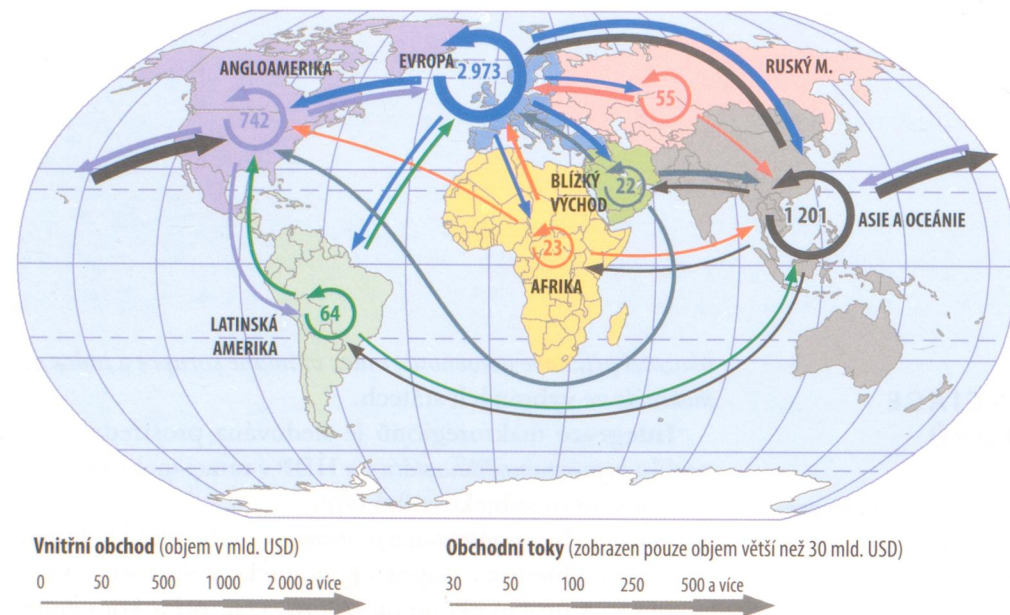 ANGLOAMERIKA
EVROPA
2 973
RUSKÝ M.
742
55
BLÍZKÝ
VÝCHOD
22
1 201
ASIE A OCEÁNIE
23
AFRIKA
64
LATINSKÁ
AMERIKA
Vnitřní obchod (objem v mld. USD)
0 50 500 1 000 2 000 a více
Obchodní toky (zobrazen pouze objem větší než 30 mld. USD)
30 50 100 250 500 a více